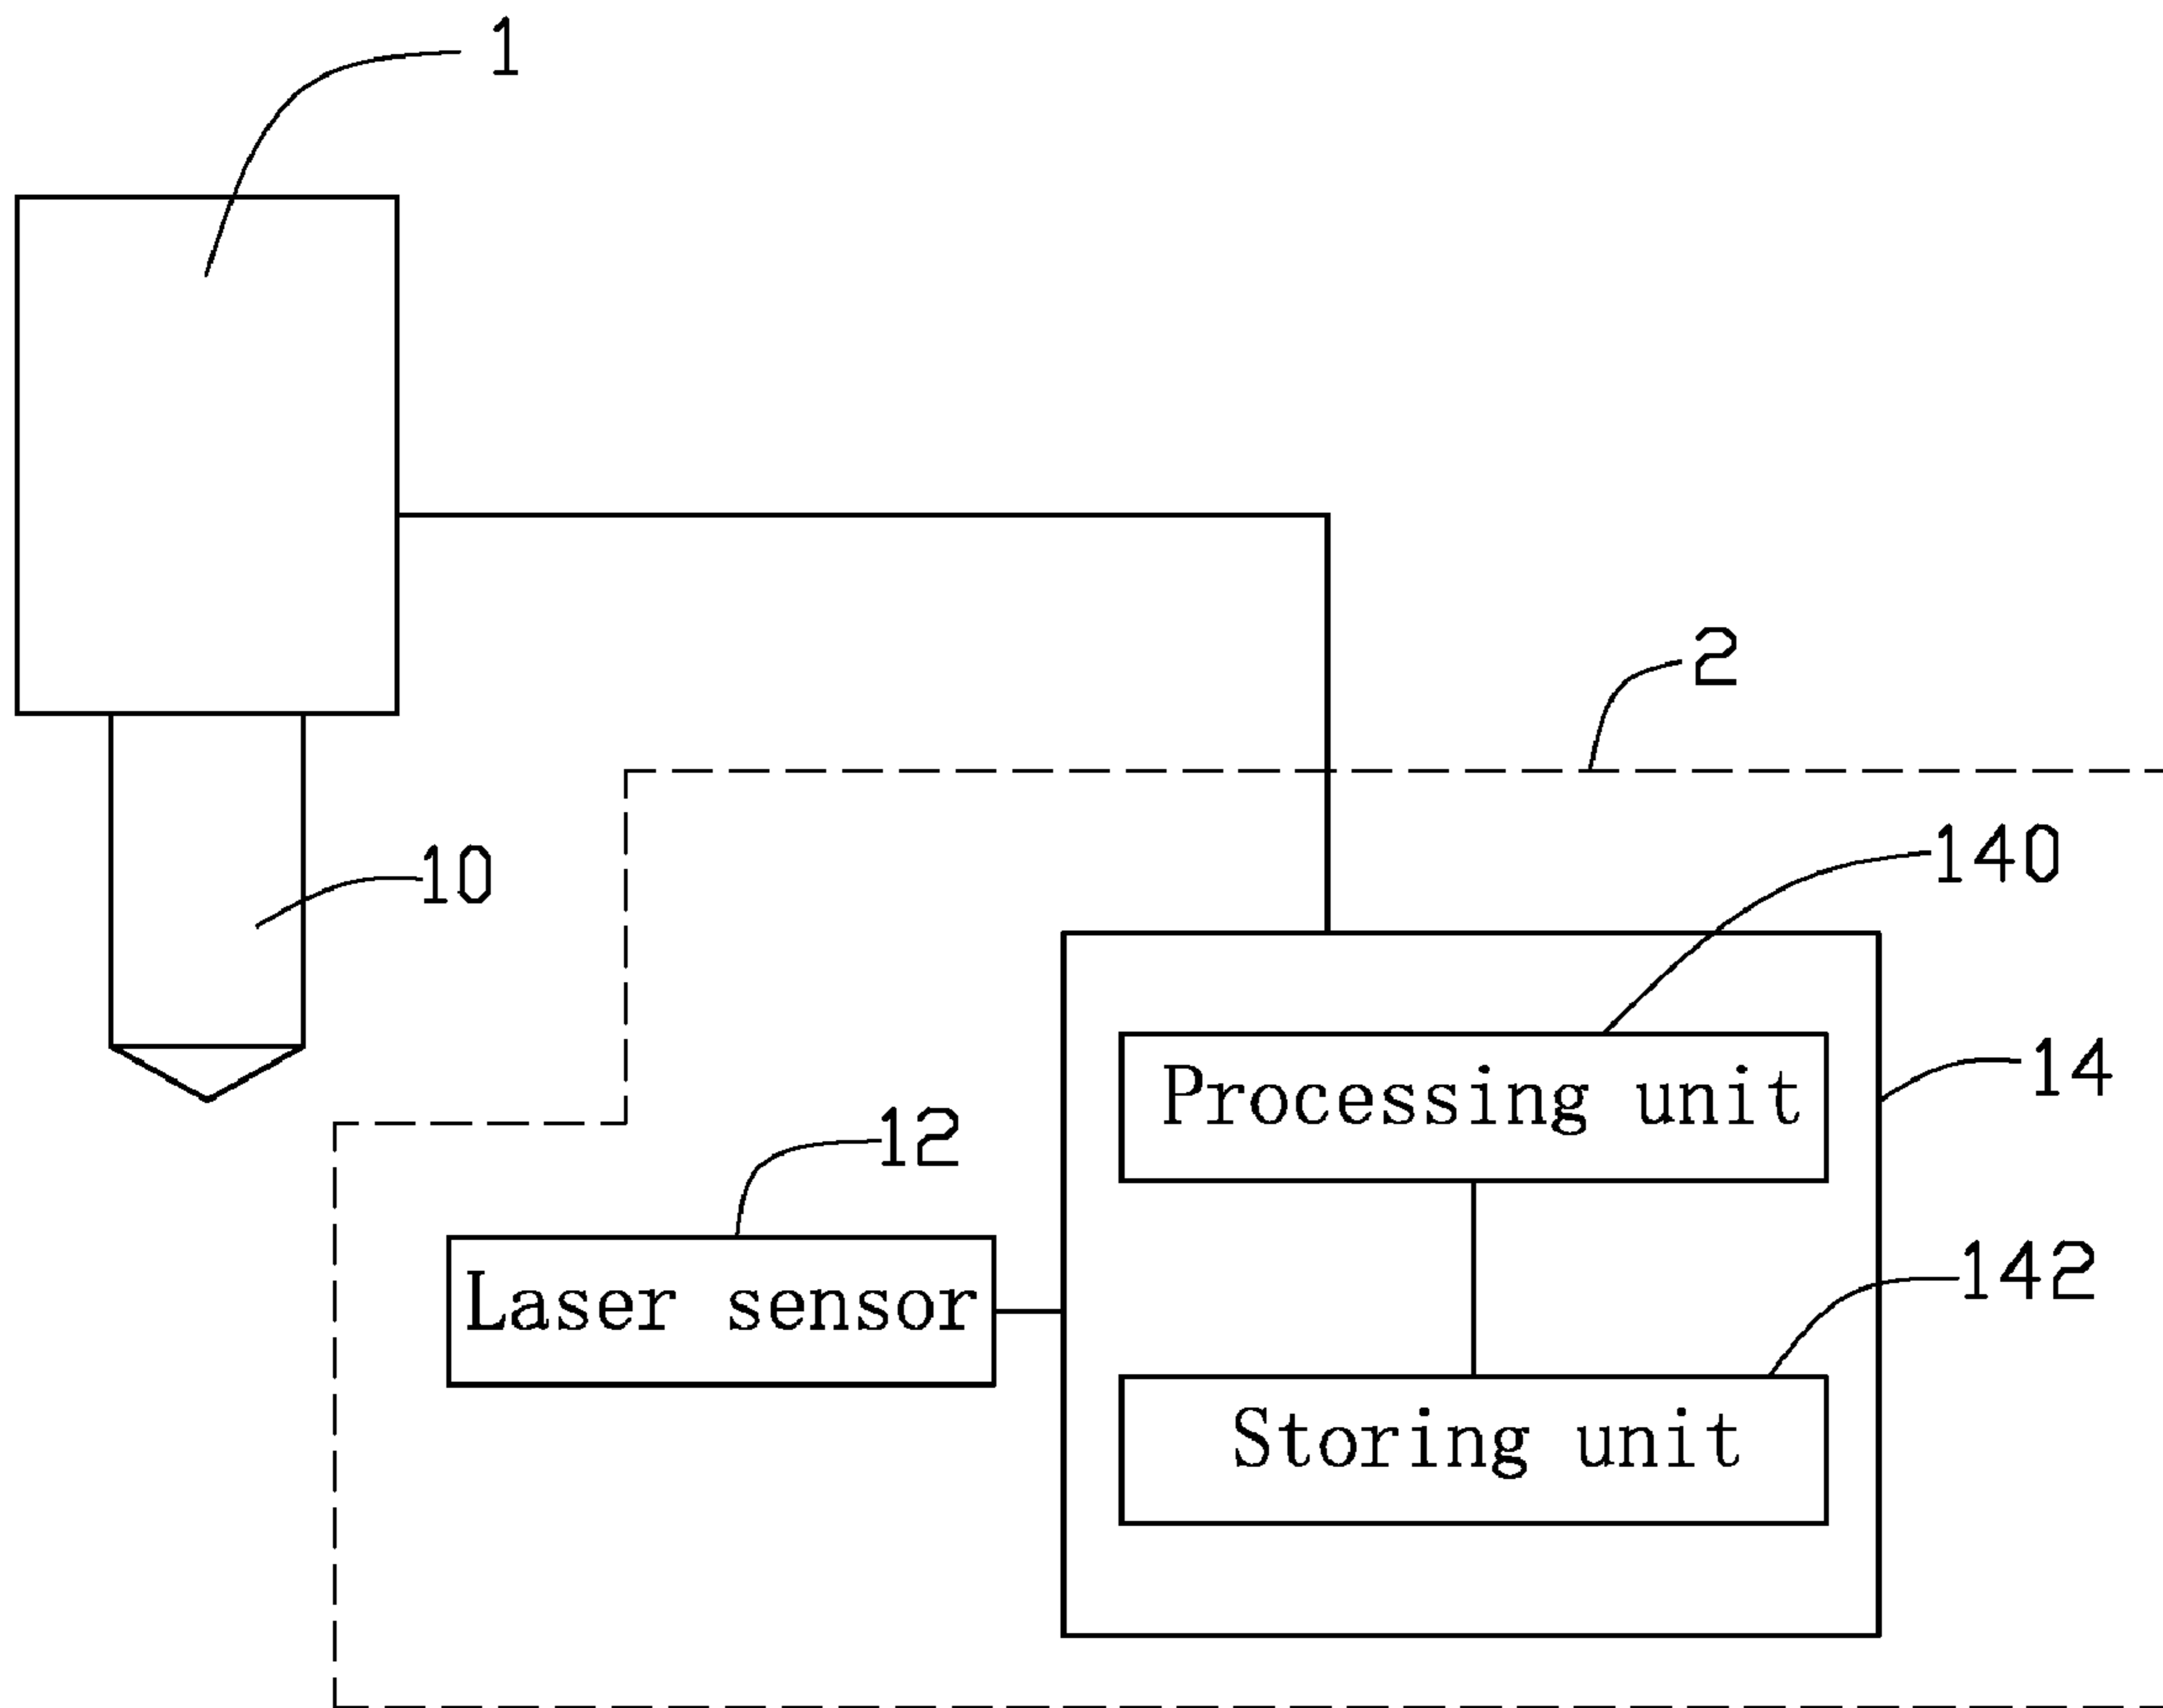 1
2
140
10
14
Processing unit
12
142
Laser sensor
Storing unit